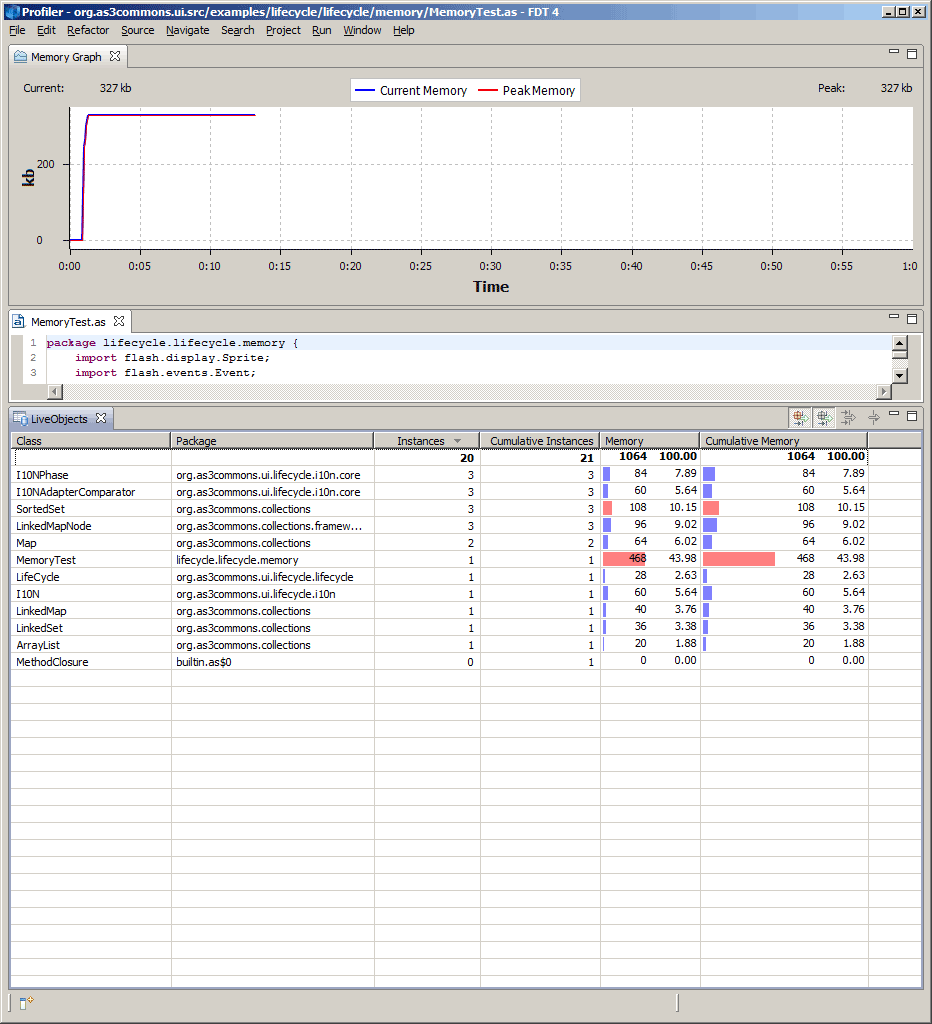 Profiler - org.as3commons.ui.src/examples/lifecycle/lifecycle/memory/MemoryTest.as - FDT 4
File Edit Refactor Source Navigate Search Project Run Window Help
Memory Graph
Current: 327 kb Current Memory Peak Memory Peak: 327 kb
kb
200
0
0:00 0:05 0:10 0:15 0:20 0:25 0:30 0:35 0:40 0:45 0:50 0:55 1:0
Time
MemoryTest.as
1 package lifecycle.lifecycle.memory {
2 import flash.display.Sprite;
3 import flash.events.Event;
LiveObjects
Class Package Instances Cumulative Instances Memory Cumulative Memory
20 21 1064 100.00 1064 100.00
I10NPhase org.as3commons.ui.lifecycle.i10n.core 3 3 84 7.89 84 7.89
I10NAdapterComparator org.as3commons.ui.lifecycle.i10n.core 3 3 60 5.64 60 5.64
SortedSet org.as3commons.collections 3 3 108 10.15 108 10.15
LinkedMapNode org.as3commons.collections.framew... 3 3 96 9.02 96 9.02
Map org.as3commons.collections 2 2 64 6.02 64 6.02
MemoryTest lifecycle.lifecycle.memory 1 1 468 43.98 468 43.98
LifeCycle org.as3commons.ui.lifecycle.lifecycle 1 1 28 2.63 28 2.63
I10N org.as3commons.ui.lifecycle.i10n 1 1 60 5.64 60 5.64
LinkedMap org.as3commons.collections 1 1 40 3.76 40 3.76
LinkedSet org.as3commons.collections 1 1 36 3.38 36 3.38
ArrayList org.as3commons.collections 1 1 20 1.88 20 1.88
MethodClosure builtin.as$0 0 1 0 0.00 0 0.00